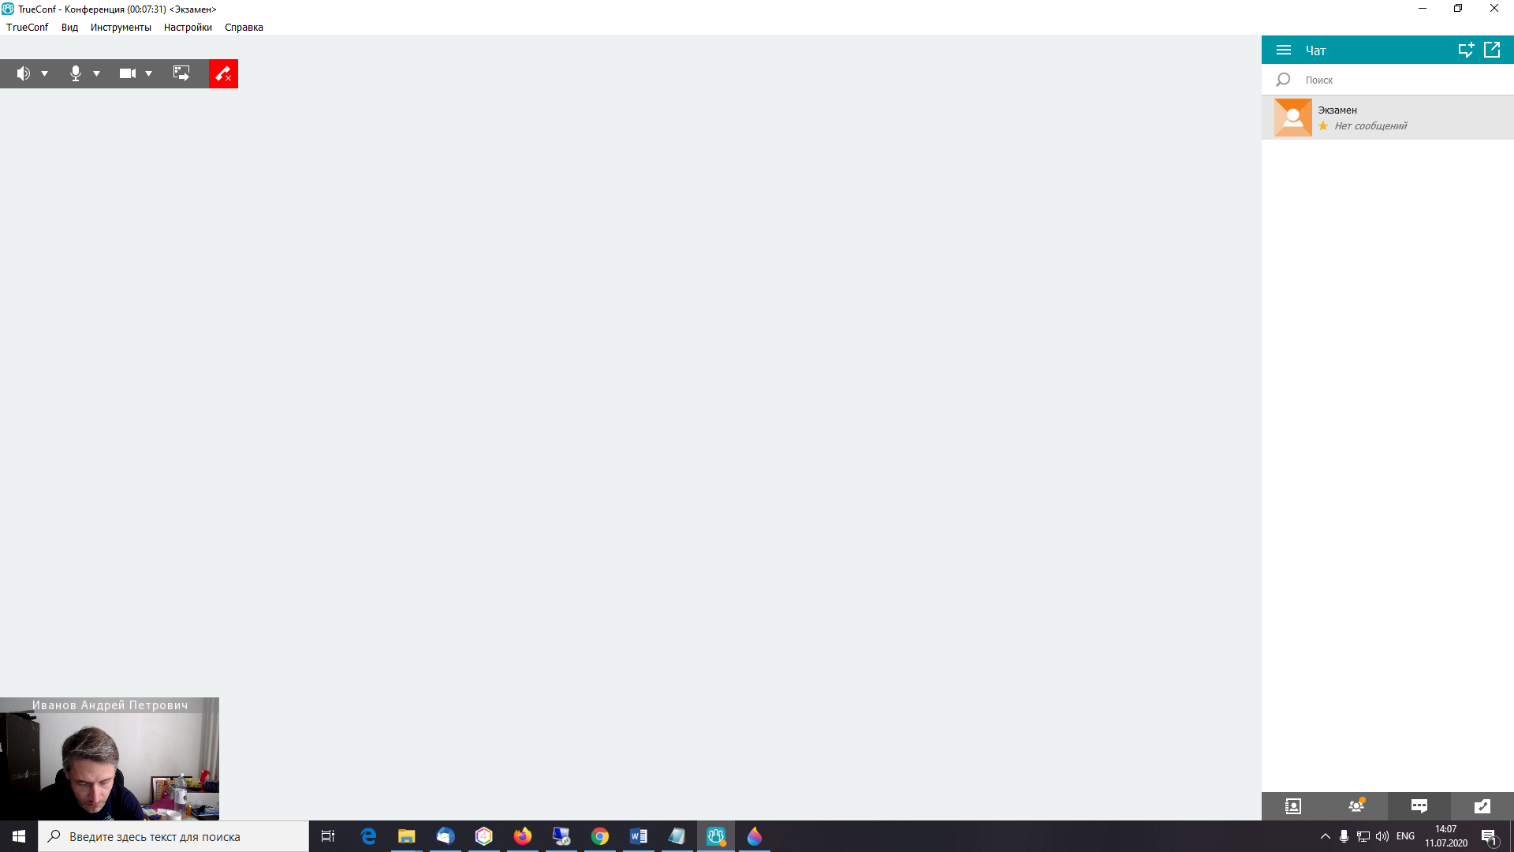 TrueConf - Конференция (00:07:31) <Экзамен>
TrueConf Вид Инструменты Настройки Справка
Чат
Поиск
Экзамен
Нет сообщений
Иванов Андрей Петрович
Введите здесь текст для поиска
ENG
14:07
11.07.2020
1